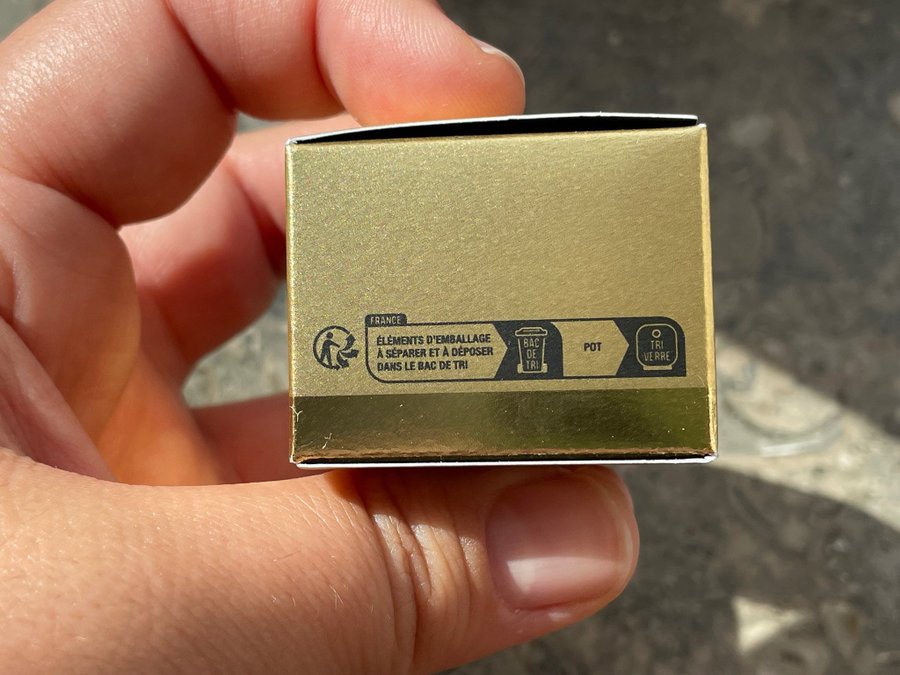 FRANCE
ÉLÉMENTS D'EMBALLAGE
À SÉPARER ET À DÉPOSER
DANS LE BAC DE TRI
BAC
DE
TRI
POT
TRI
VERRE